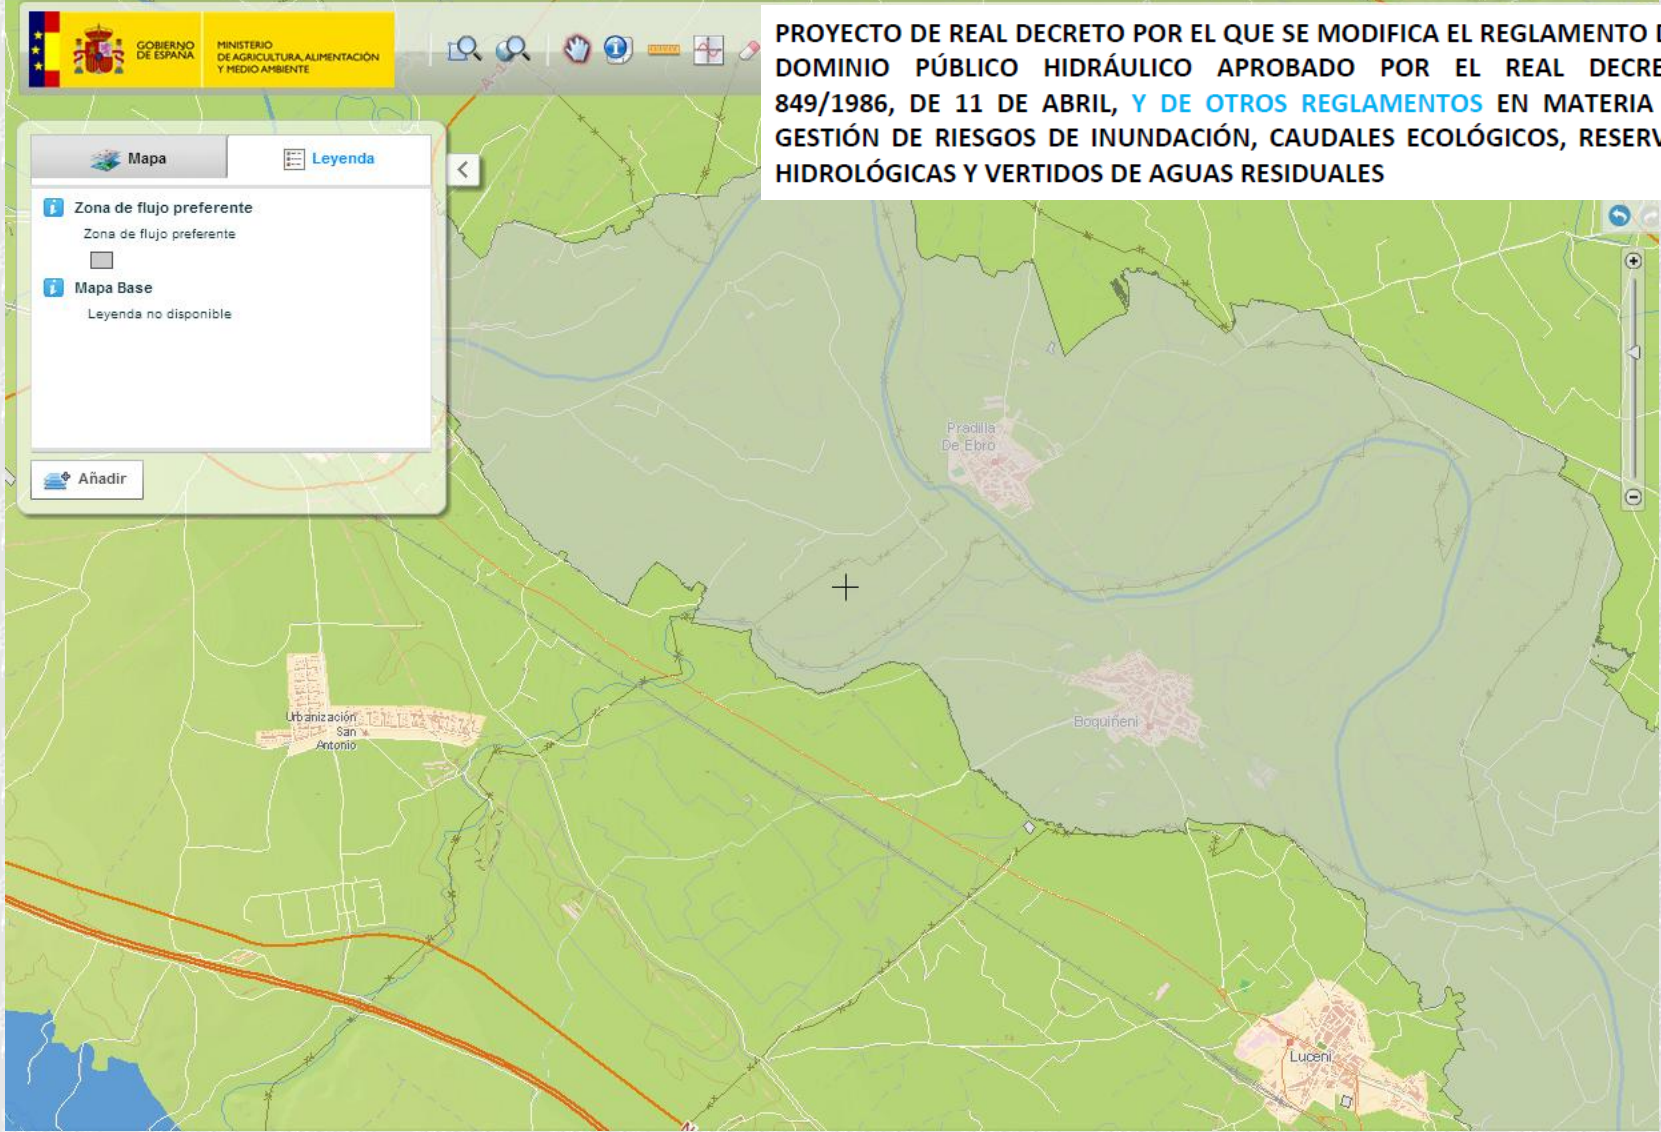 GOBIERNO
DE ESPAÑA
MINISTERIO
DE AGRICULTURA, ALIMENTACIÓN
Y MEDIO AMBIENTE
PROYECTO DE REAL DECRETO POR EL QUE SE MODIFICA EL REGLAMENTO
DOMINIO PÚBLICO HIDRÁULICO APROBADO POR EL REAL DECRE
849/1986, DE 11 DE ABRIL, Y DE OTROS REGLAMENTOS EN MATERIA
GESTIÓN DE RIESGOS DE INUNDACIÓN, CAUDALES ECOLÓGICOS, RESERV
HIDROLÓGICAS Y VERTIDOS DE AGUAS RESIDUALES
Mapa
Leyenda
Zona de flujo preferente
Zona de flujo preferente
Mapa Base
Leyenda no disponible
Añadir
Pradilla
De Ebro
Urbanización
San
Antonio
Boquiñeni
Luceni